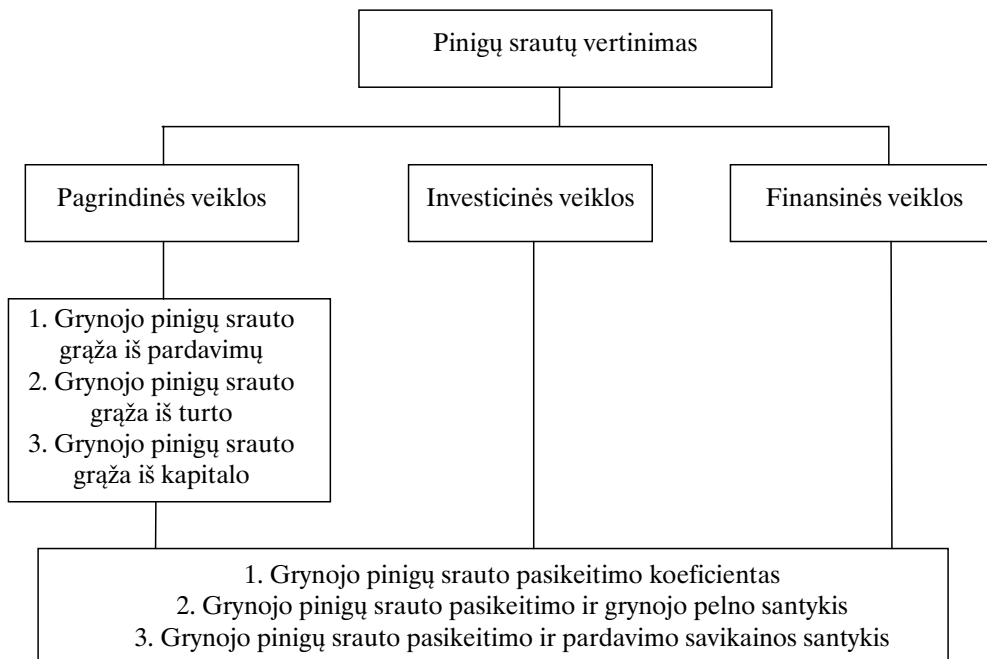 Pinigų srautų vertinimas
Pagrindinės veiklos
Investicinės veiklos
Finansinės veiklos
1. Grynojo pinigų srauto
grąža iš pardavimų
2. Grynojo pinigų srauto
grąža iš turto
3. Grynojo pinigų srauto
grąža iš kapitalo
1. Grynojo pinigų srauto pasikeitimo koeficientas
2. Grynojo pinigų srauto pasikeitimo ir grynojo pelno santykis
3. Grynojo pinigų srauto pasikeitimo ir pardavimo savikainos santykis